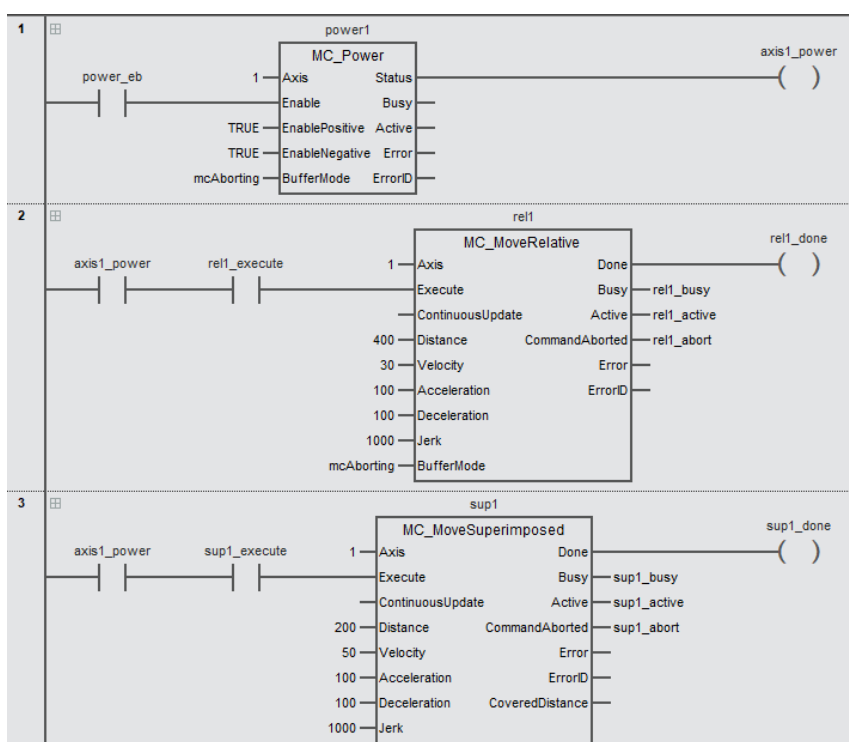 1
power1
MC_Power
axis1_power
power_eb
1 Axis Status
Enable Busy
TRUE EnablePositive Active
TRUE EnableNegative Error
mcAborting BufferMode ErrorID
2
rel1
MC_MoveRelative
rel1_done
axis1_power rel1_execute 1 Axis Done
Execute Busy rel1_busy
ContinuousUpdate Active rel1_active
400 Distance CommandAborted rel1_abort
30 Velocity Error
100 Acceleration ErrorID
100 Deceleration
1000 Jerk
mcAborting BufferMode
3
sup1
MC_MoveSuperimposed
sup1_done
axis1_power sup1_execute 1 Axis Done
Execute Busy sup1_busy
ContinuousUpdate Active sup1_active
200 Distance CommandAborted sup1_abort
50 Velocity Error
100 Acceleration ErrorID
100 Deceleration CoveredDistance
1000 Jerk